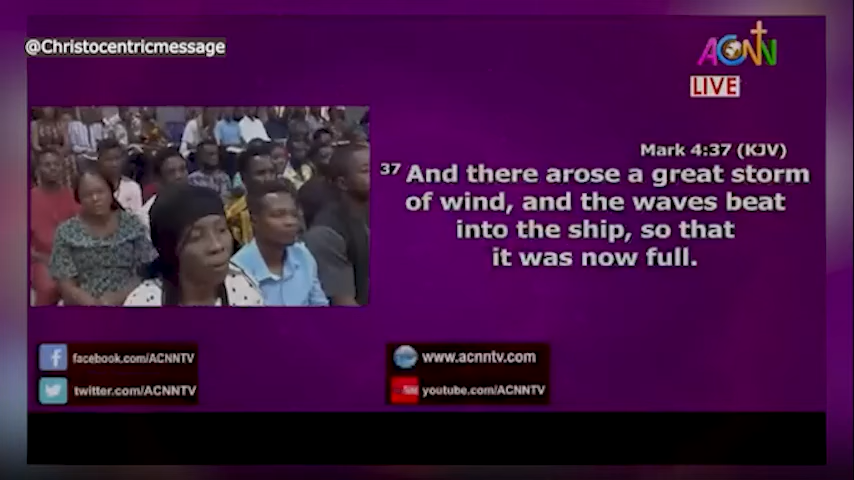 @Christocentricmessage
ACNN
LIVE
Mark 4:37 (KJV)
37 And there arose a great storm
of wind, and the waves beat
into the ship, so that
it was now full.
facebook.com/ACNNTV
www.acnntv.com
twitter.com/ACNNTV
youtube.com/ACNNTV